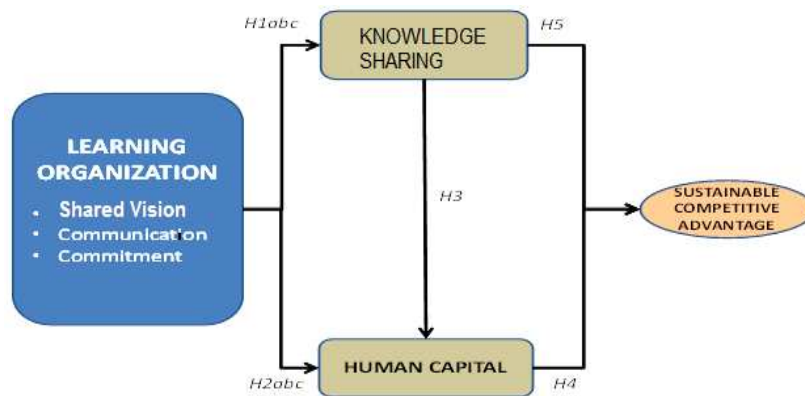 H1abc
KNOWLEDGE
SHARING
H5
LEARNING
ORGANIZATION
• Shared Vision
• Communication
• Commitment
H3
SUSTAINABLE
COMPETITIVE
ADVANTAGE
H2abc
HUMAN CAPITAL
H4